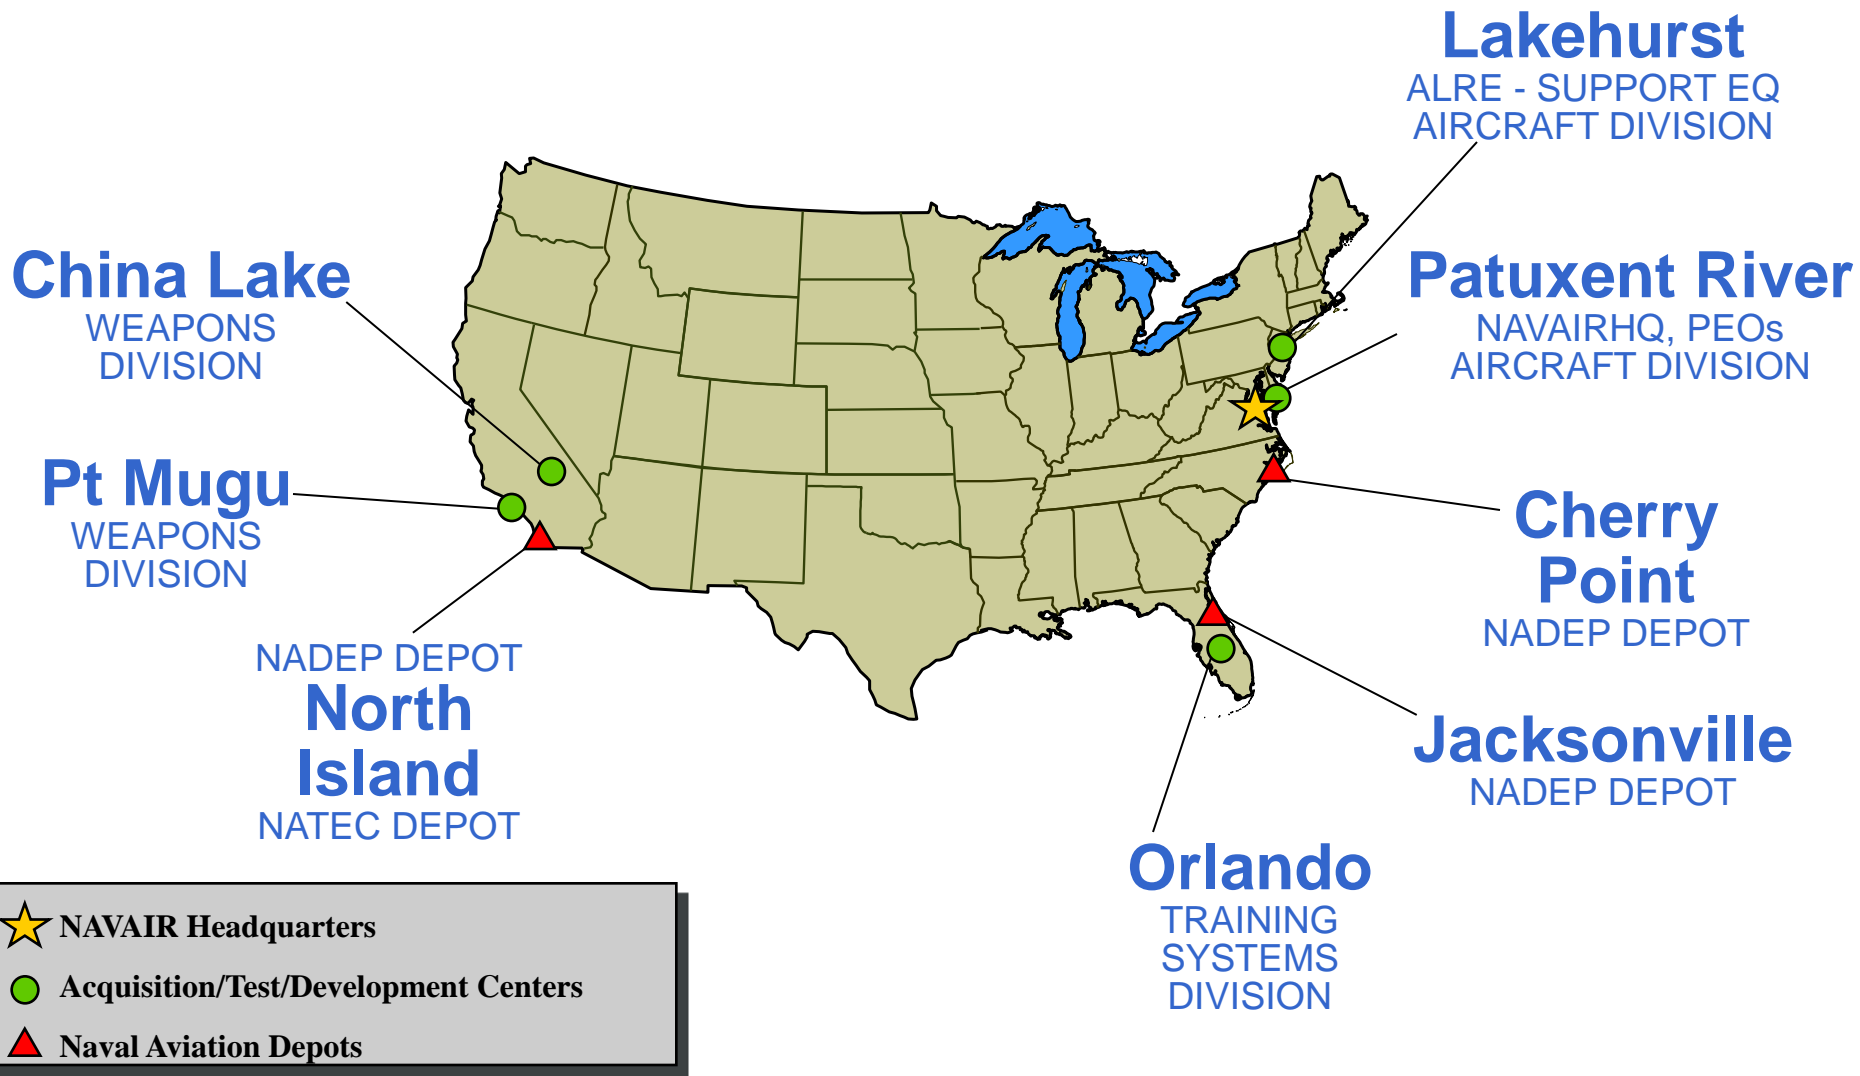 Lakehurst
ALRE - SUPPORT EQ
AIRCRAFT DIVISION
China Lake
WEAPONS
DIVISION
Patuxent River
NAVAIRHQ, PEOs
AIRCRAFT DIVISION
Pt Mugu
WEAPONS
DIVISION
Cherry
Point
NADEP DEPOT
NADEP DEPOT
North
Island
NATEC DEPOT
Jacksonville
NADEP DEPOT
Orlando
TRAINING
SYSTEMS
DIVISION
NAVAIR Headquarters
Acquisition/Test/Development Centers
Naval Aviation Depots